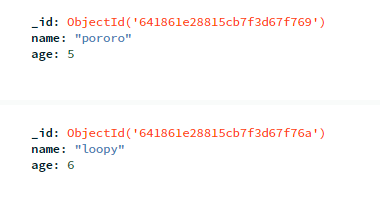 _id: ObjectId('641861e28815cb7f3d67f769')
name: "pororo"
age: 5
_id: ObjectId('641861e28815cb7f3d67f76a')
name: "loopy"
age: 6